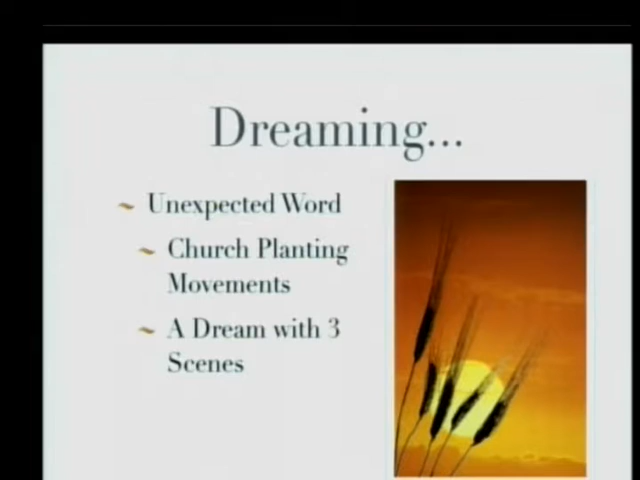 Dreaming...
~ Unexpected Word
~ Church Planting
Movements
~ A Dream with 3
Scenes